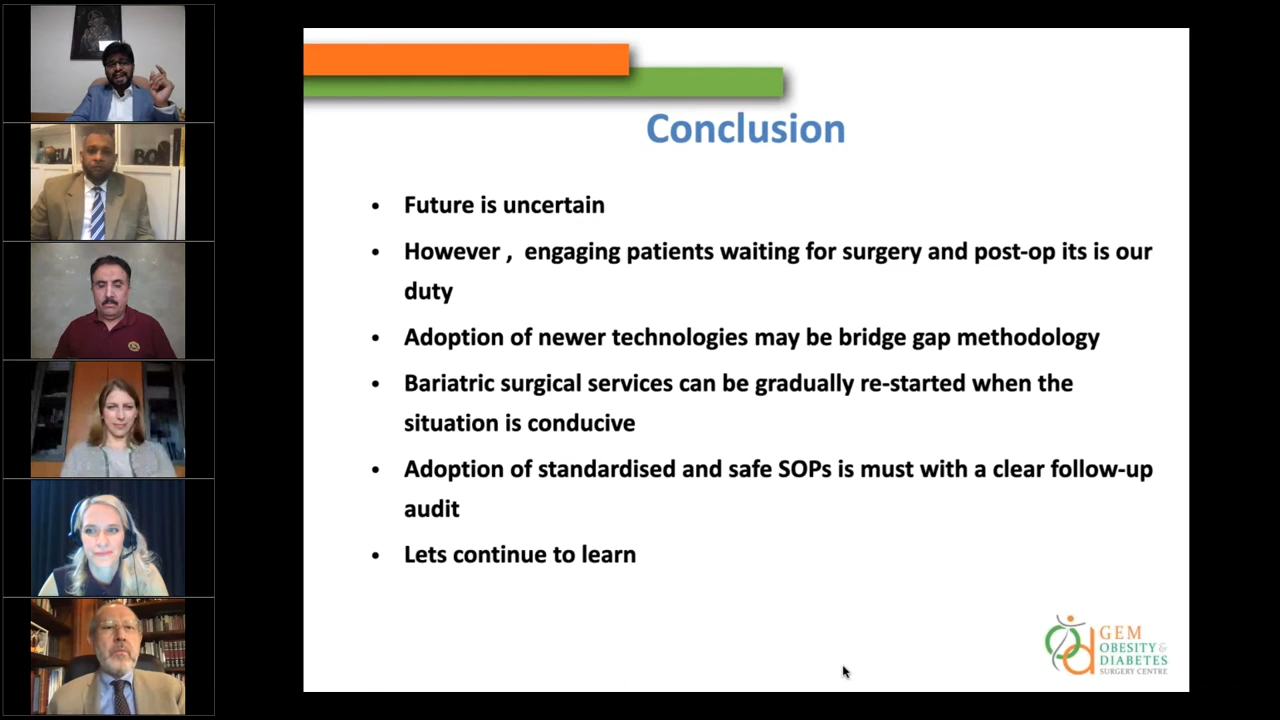 Conclusion
• Future is uncertain
• However , engaging patients waiting for surgery and post-op its is our
duty
• Adoption of newer technologies may be bridge gap methodology
• Bariatric surgical services can be gradually re-started when the
situation is conducive
• Adoption of standardised and safe SOPs is must with a clear follow-up
audit
• Lets continue to learn
GEM
OBESITY &
DIABETES
SURGERY CENTRE